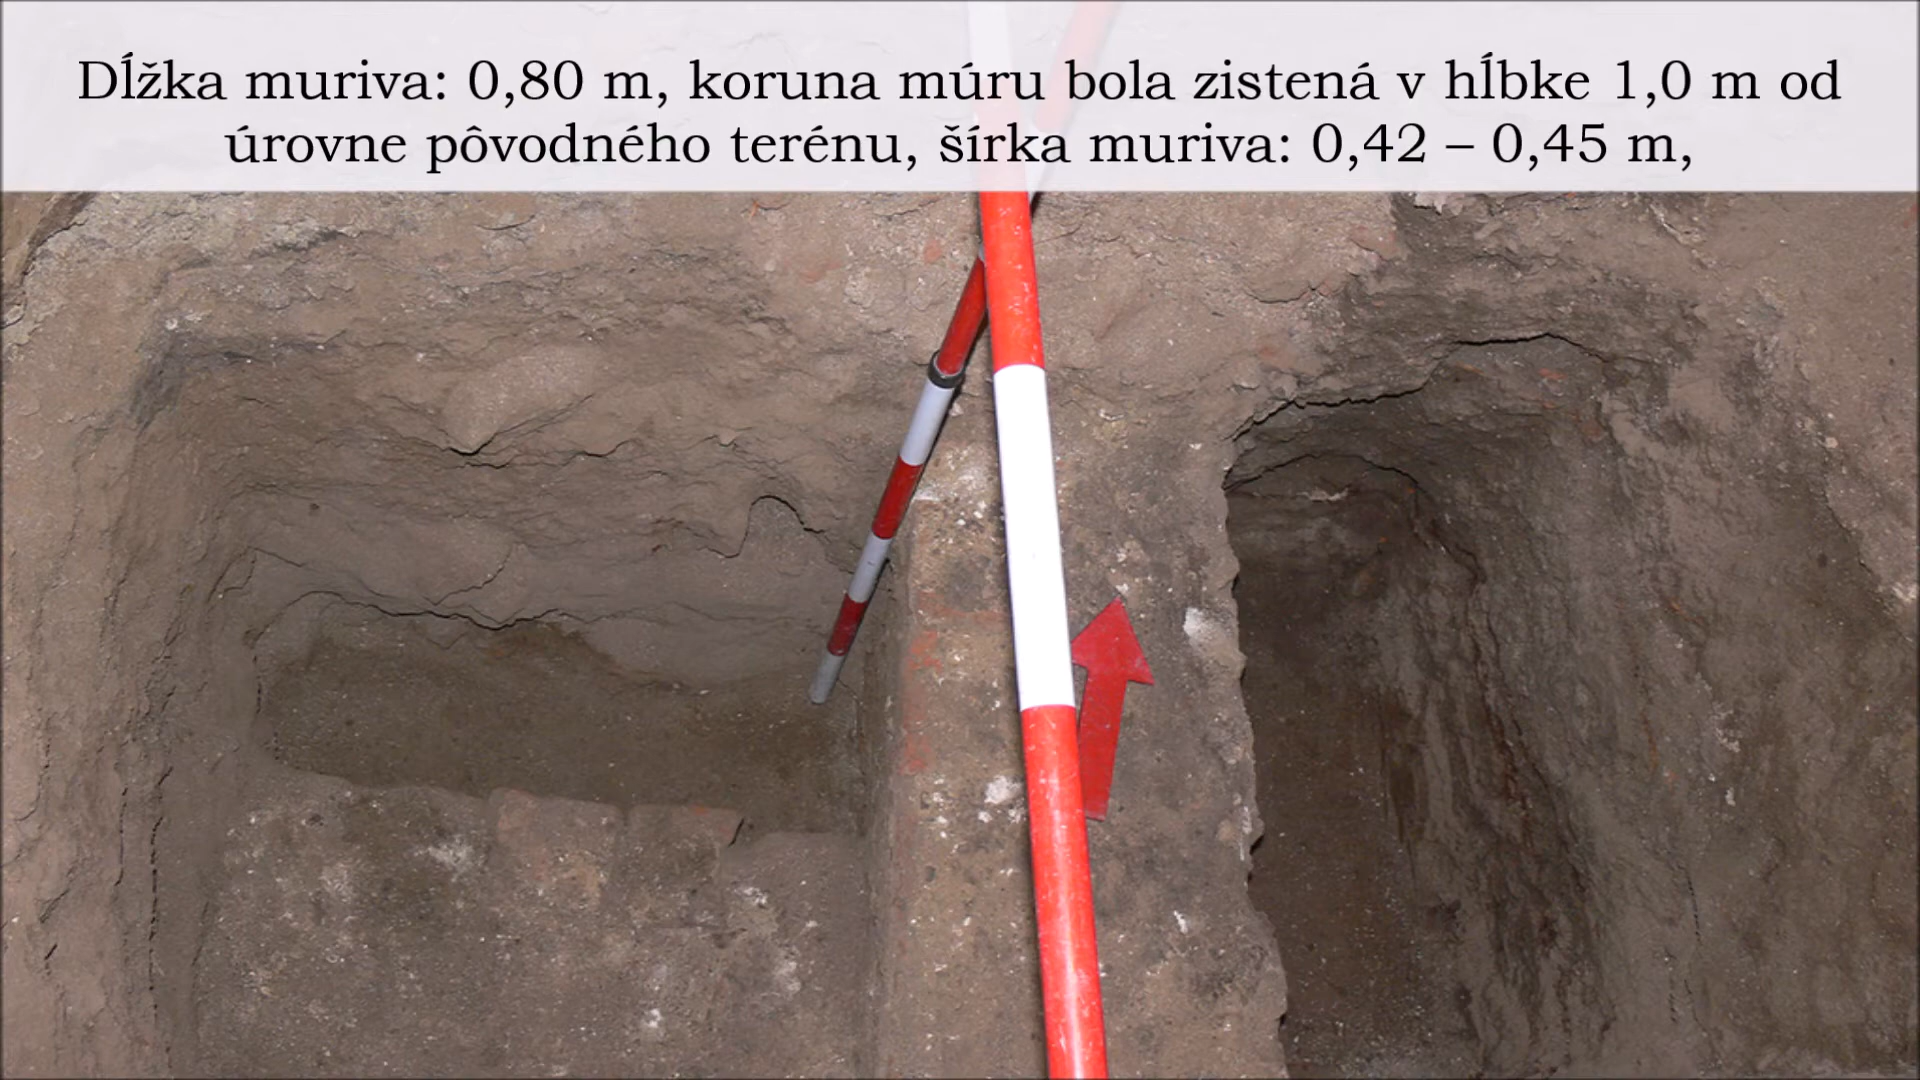 Dĺžka muriva: 0,80 m, koruna múru bola zistená v hĺbke 1,0 m od
úrovne pôvodného terénu, šírka muriva: 0,42 – 0,45 m,